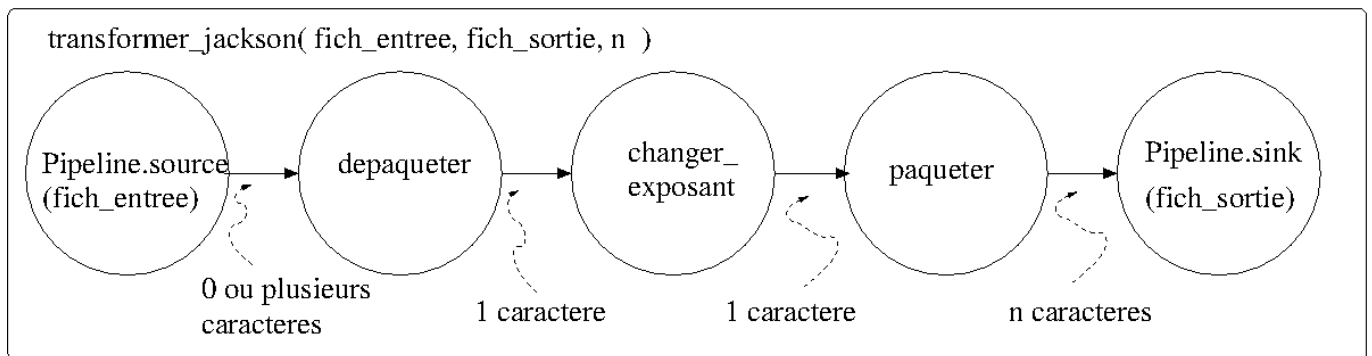 transformer_jackson( fich_entree, fich_sortie, n )
Pipeline.source
(fich_entree)
depaqueter
changer_
exposant
paqueter
Pipeline.sink
(fich_sortie)
0 ou plusieurs
caracteres
1 caractere
1 caractere
n caracteres